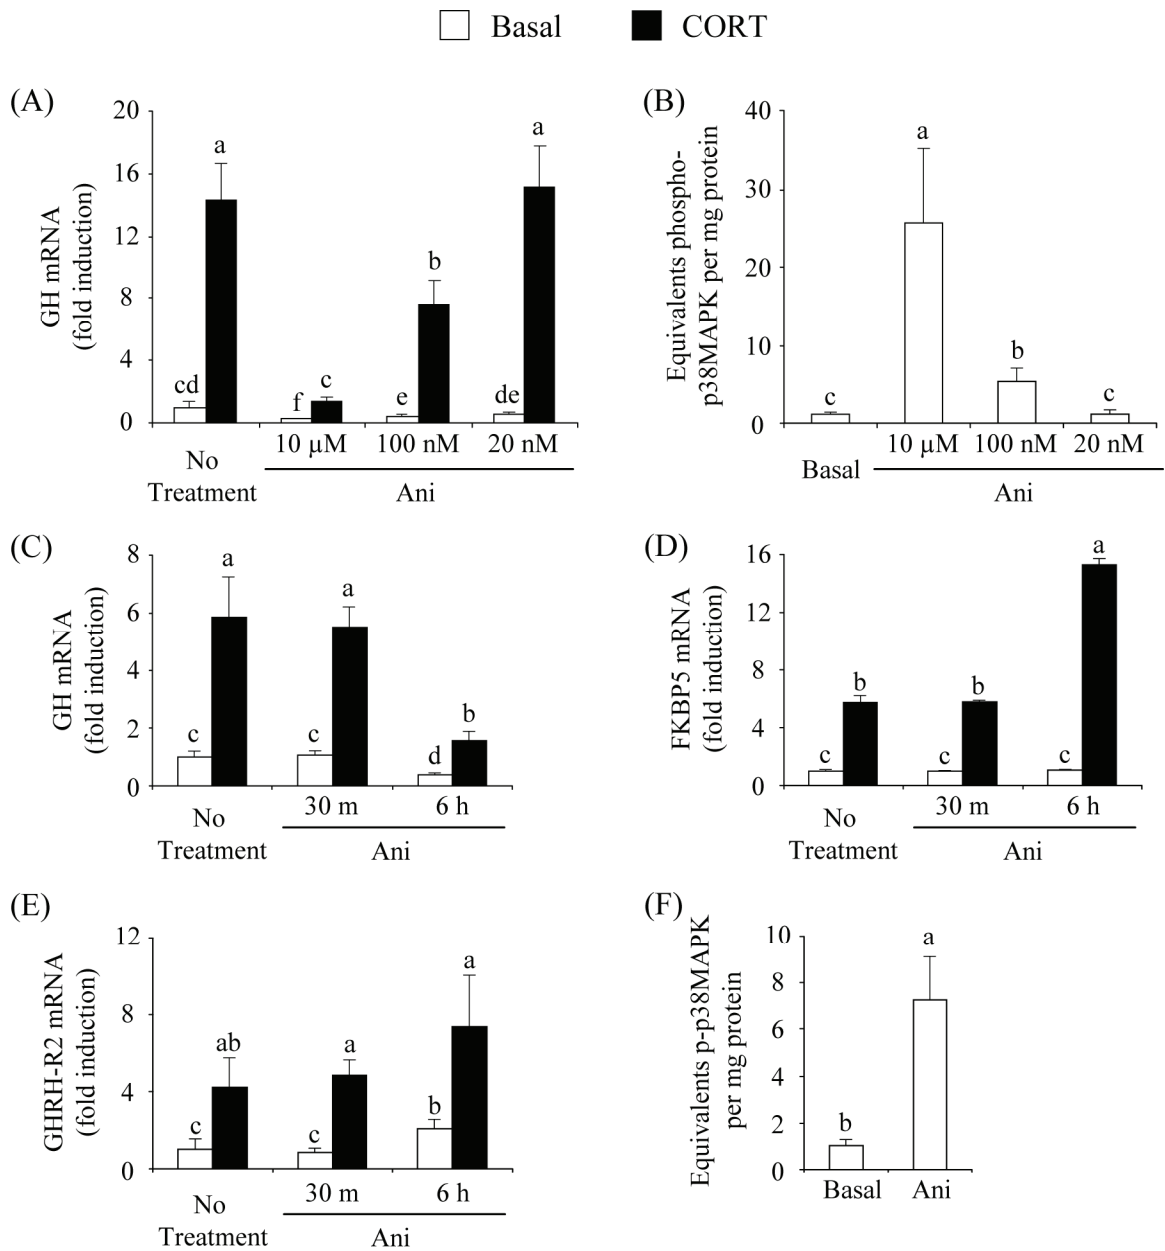 Basal CORT
(A)
GH mRNA
(fold induction)
20
16
12
8
4
0
cd
a
f
c
e
b
de
a
No
Treatment
10 µM 100 nM 20 nM
Ani
(B)
Equivalents phospho-
p38MAPK per mg protein
40
30
20
10
0
c
a
b
c
Basal
10 µM 100 nM 20 nM
Ani
(C)
GH mRNA
(fold induction)
8
6
4
2
0
c
a
c
a
d
b
No
Treatment
30 m 6 h
Ani
(D)
FKBP5 mRNA
(fold induction)
16
12
8
4
0
c
b
c
b
c
a
No
Treatment
30 m 6 h
Ani
(E)
GHRH-R2 mRNA
(fold induction)
12
8
4
0
c
ab
c
a
b
a
No
Treatment
30 m 6 h
Ani
(F)
Equivalents p-p38MAPK
per mg protein
10
8
6
4
2
0
b
a
Basal Ani